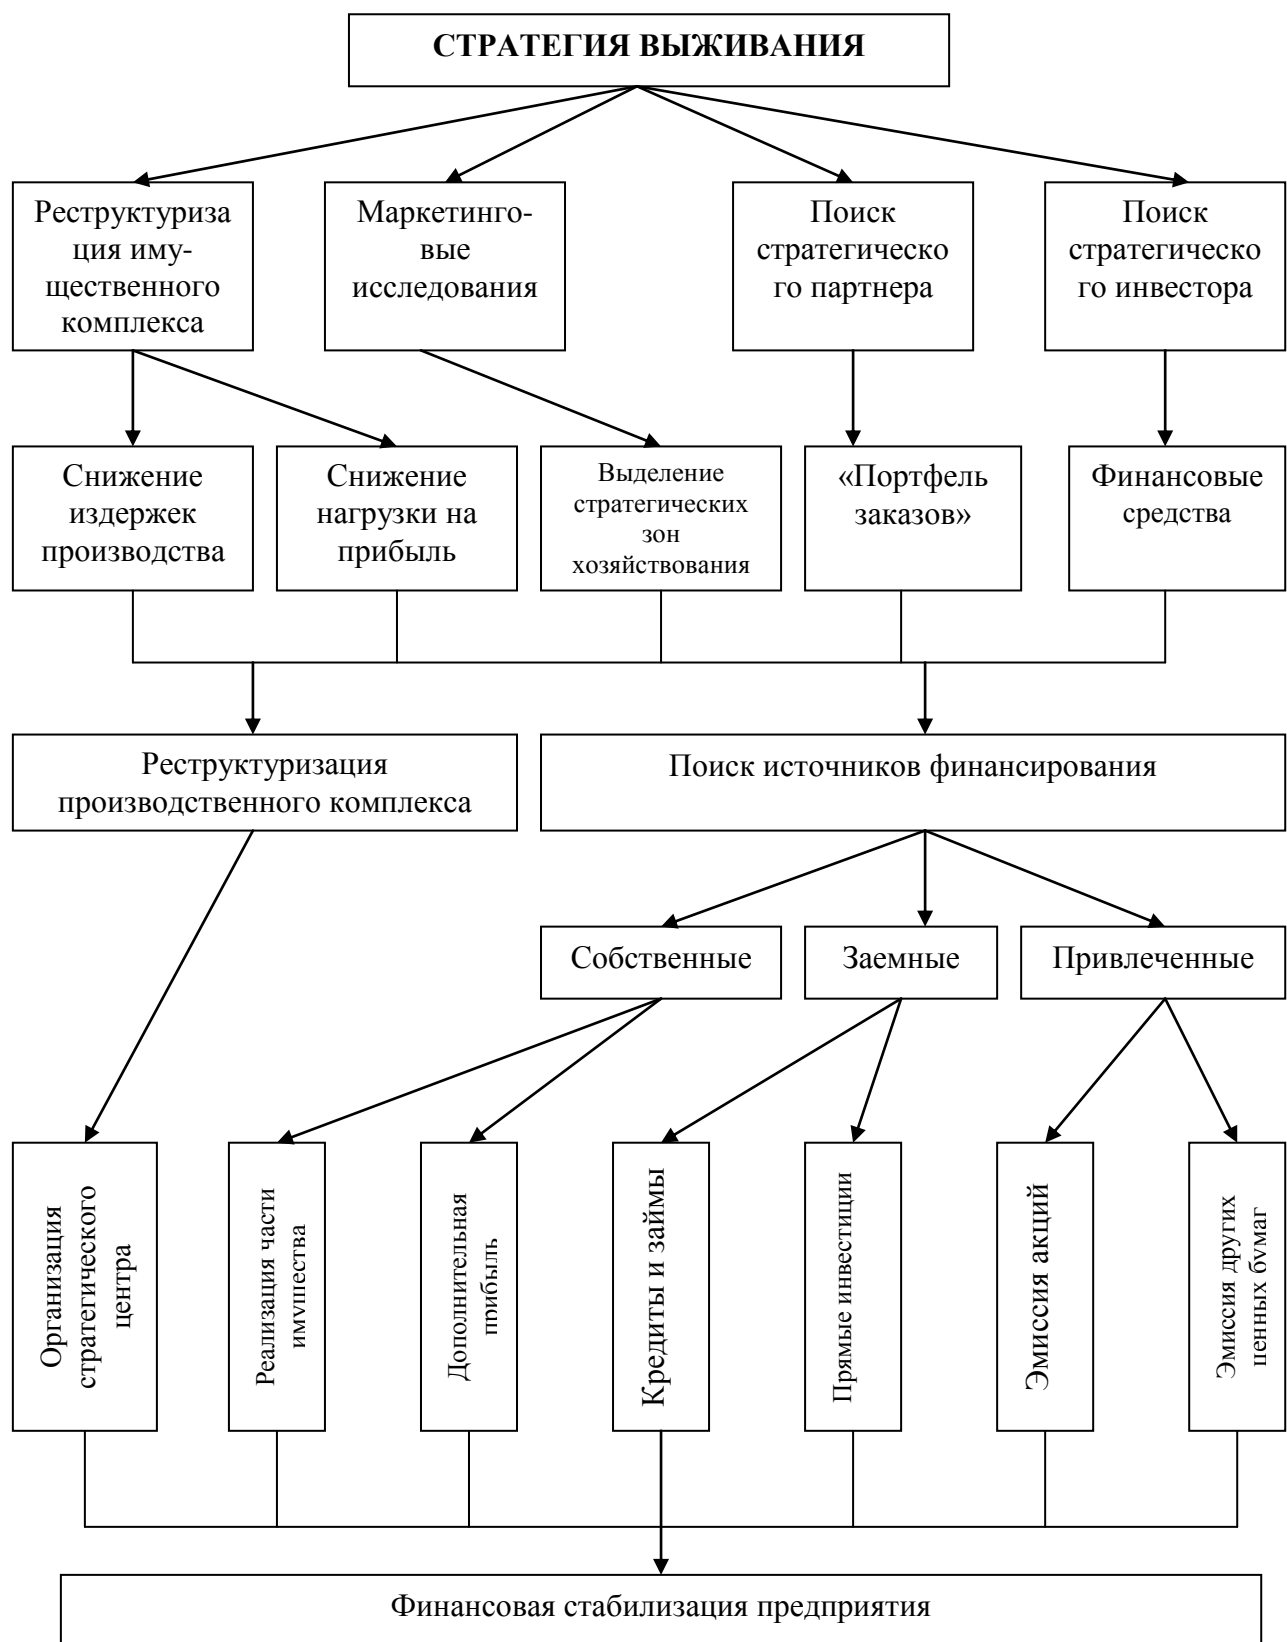 СТРАТЕГИЯ ВЫЖИВАНИЯ
Реструктуриза
ция иму-
щественного
комплекса
Маркетинго-
вые
исследования
Поиск
стратегическо
го партнера
Поиск
стратегическо
го инвестора
Снижение
издержек
производства
Снижение
нагрузки на
прибыль
Выделение
стратегических
зон
хозяйствования
«Портфель
заказов»
Финансовые
средства
Реструктуризация
производственного комплекса
Поиск источников финансирования
Собственные
Заемные
Привлеченные
Организация
стратегического
центра
Реализация части
имущества
Дополнительная
прибыль
Кредиты и займы
Прямые инвестиции
Эмиссия акций
Эмиссия других
ценных бумаг
Финансовая стабилизация предприятия